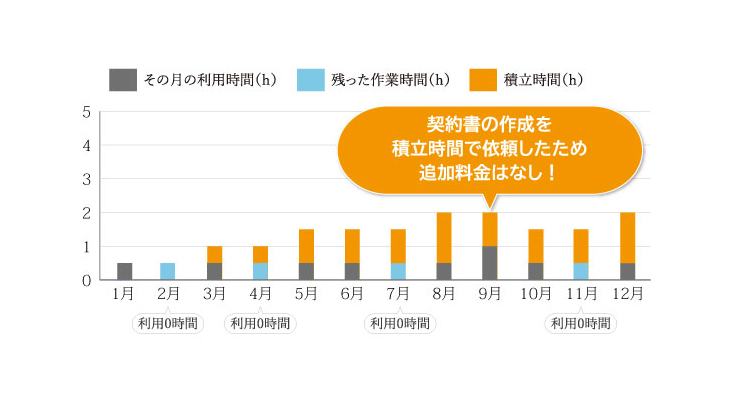 その月の利用時間(h) 残った作業時間(h) 積立時間(h)
契約書の作成を
積立時間で依頼したため
追加料金はなし!
5
4
3
2
1
0
1月 2月 3月 4月 5月 6月 7月 8月 9月 10月 11月 12月
利用0時間 利用0時間 利用0時間 利用0時間